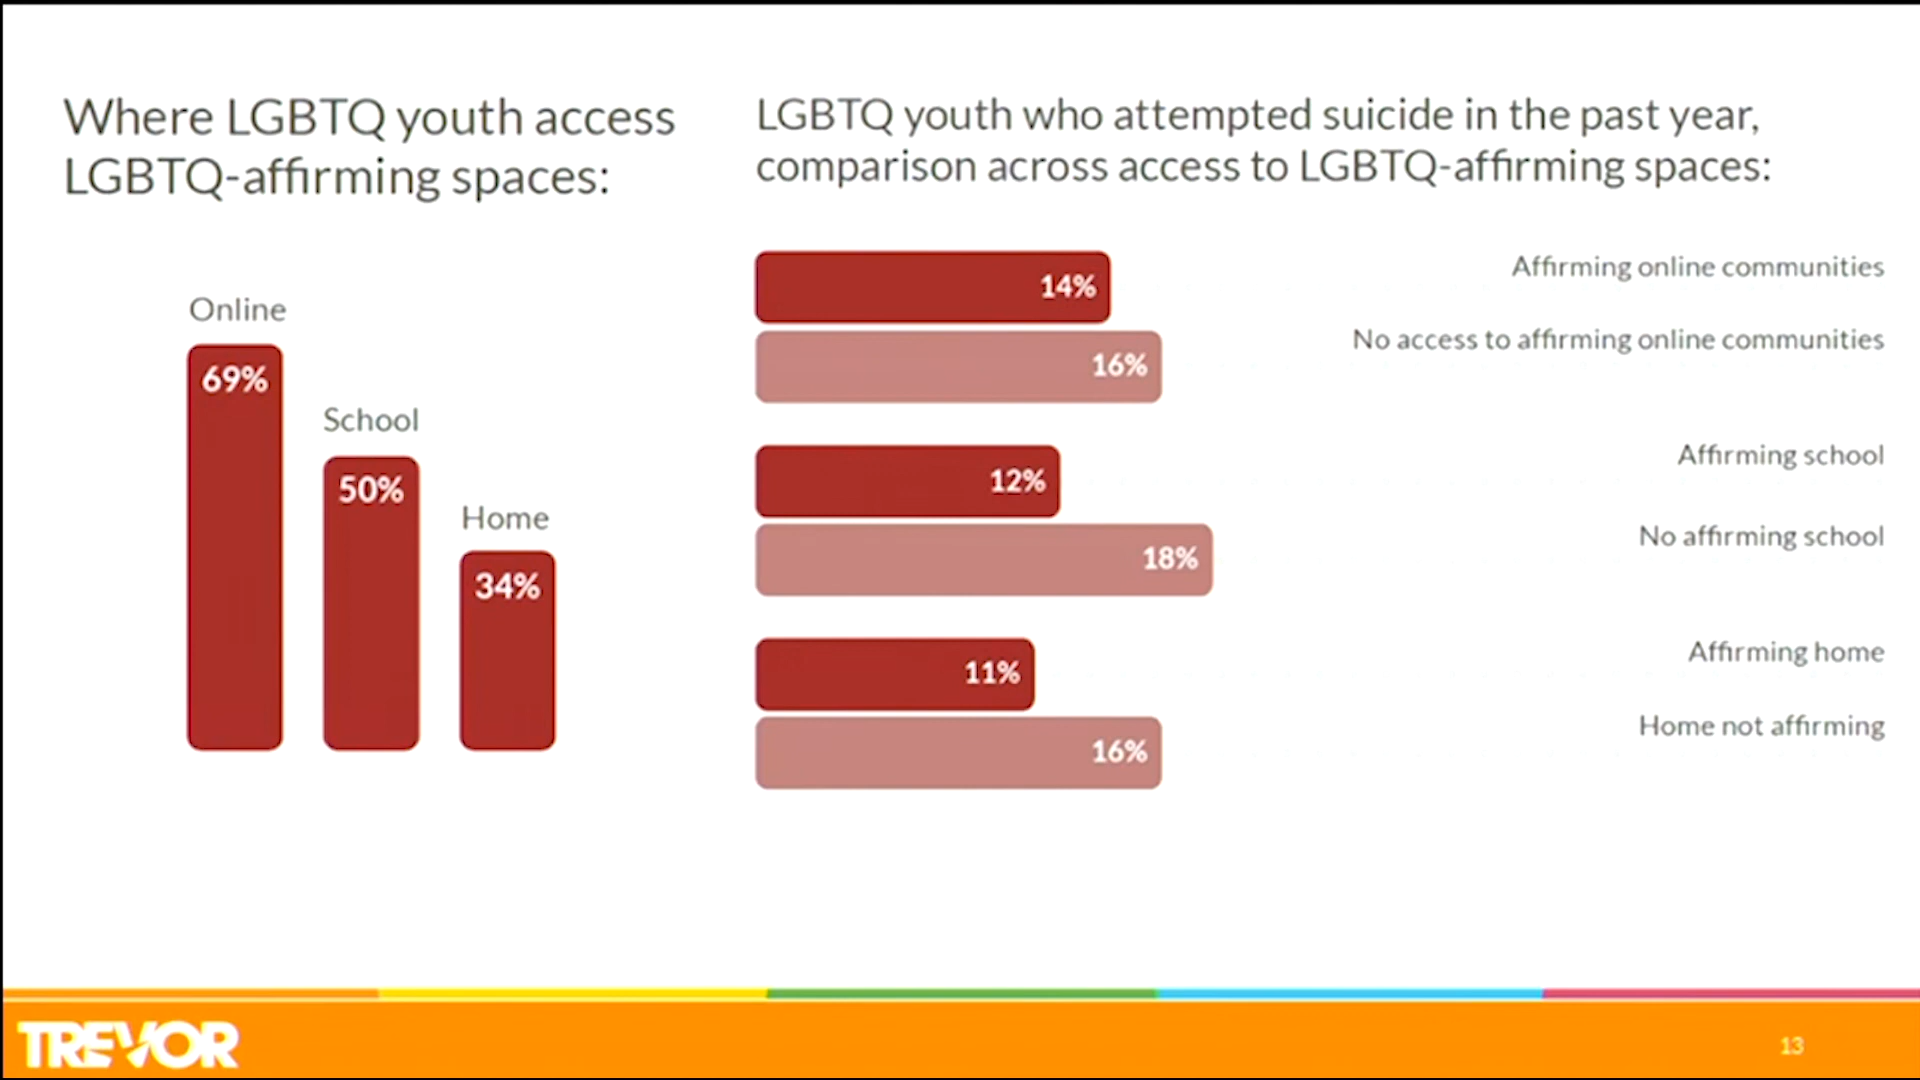 Where LGBTQ youth access
LGBTQ-affirming spaces:
Online
69%
School
50%
Home
34%
LGBTQ youth who attempted suicide in the past year,
comparison across access to LGBTQ-affirming spaces:
14%
Affirming online communities
16%
No access to affirming online communities
12%
Affirming school
18%
No affirming school
11%
Affirming home
16%
Home not affirming
TREVOR
13